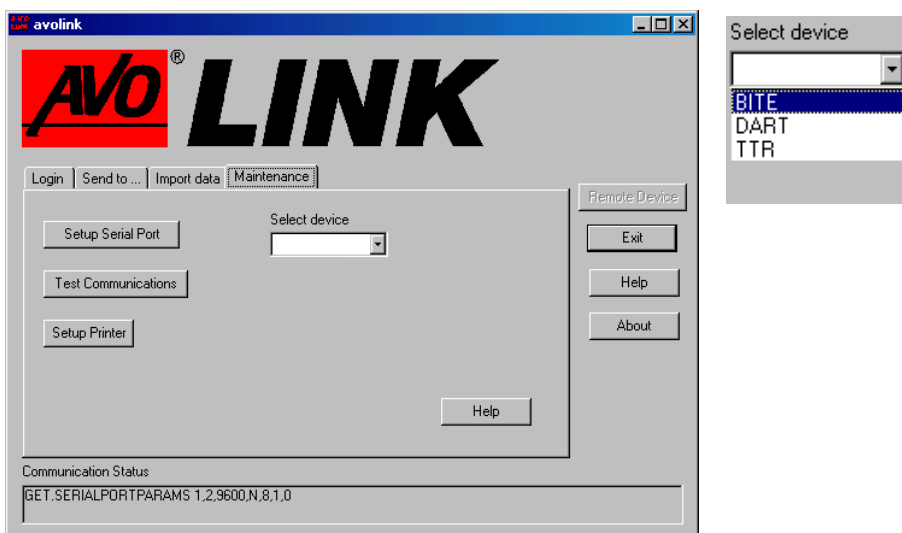 AVO LINK avolink
AVO® LINK
Login Send to ... Import data Maintenance
Remote Device
Setup Serial Port
Select device
Exit
Test Communications
Help
Setup Printer
About
Help
Communication Status
GET.SERIALPORTPARAMS 1,2,9600,N,8,1,0
Select device
BITE
DART
TTR